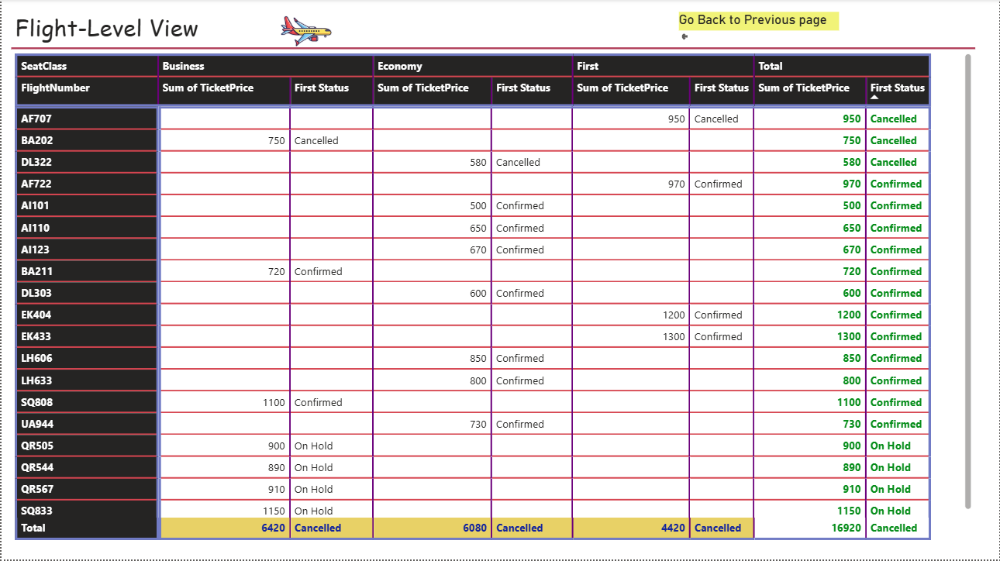 Flight-Level View
Go Back to Previous page
SeatClass Business Economy First Total
FlightNumber Sum of TicketPrice First Status Sum of TicketPrice First Status Sum of TicketPrice First Status Sum of TicketPrice First Status
AF707 950 Cancelled 950 Cancelled
BA202 750 Cancelled 750 Cancelled
DL322 580 Cancelled 580 Cancelled
AF722 970 Confirmed 970 Confirmed
AI101 500 Confirmed 500 Confirmed
AI110 650 Confirmed 650 Confirmed
AI123 670 Confirmed 670 Confirmed
BA211 720 Confirmed 720 Confirmed
DL303 600 Confirmed 600 Confirmed
EK404 1200 Confirmed 1200 Confirmed
EK433 1300 Confirmed 1300 Confirmed
LH606 850 Confirmed 850 Confirmed
LH633 800 Confirmed 800 Confirmed
SQ808 1100 Confirmed 1100 Confirmed
UA944 730 Confirmed 730 Confirmed
QR505 900 On Hold 900 On Hold
QR544 890 On Hold 890 On Hold
QR567 910 On Hold 910 On Hold
SQ833 1150 On Hold 1150 On Hold
Total 6420 Cancelled 6080 Cancelled 4420 Cancelled 16920 Cancelled